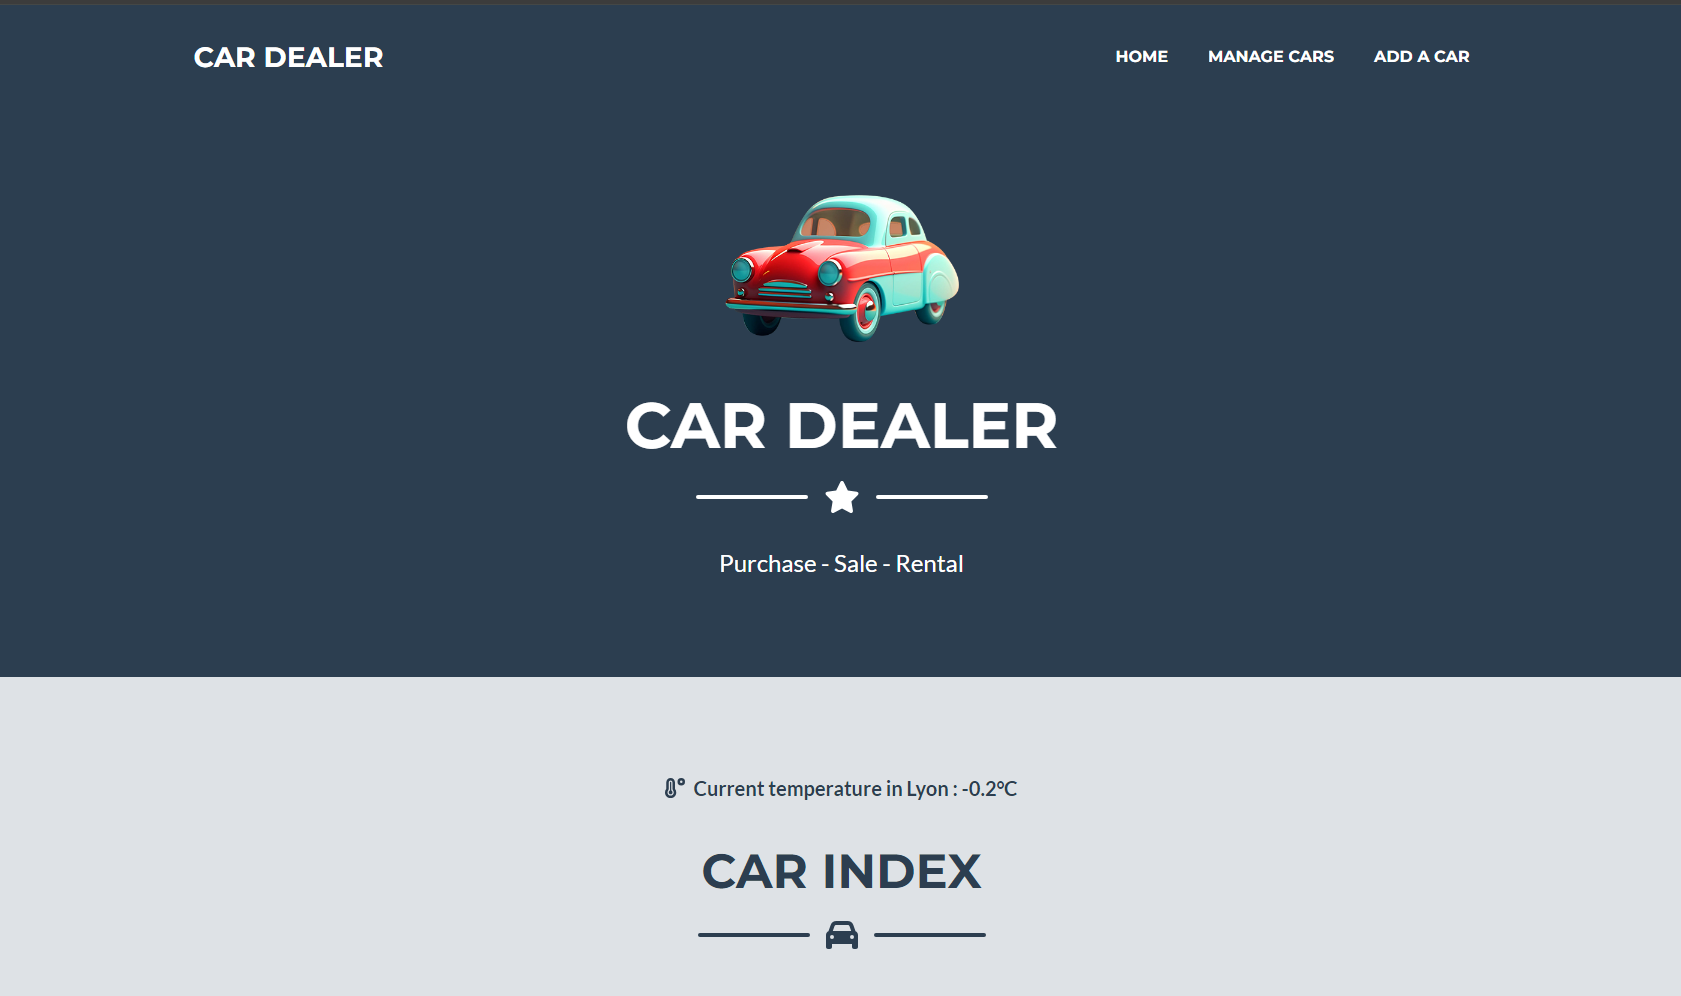 CAR DEALER
HOME MANAGE CARS ADD A CAR
CAR DEALER
Purchase - Sale - Rental
Current temperature in Lyon : -0.2°C
CAR INDEX